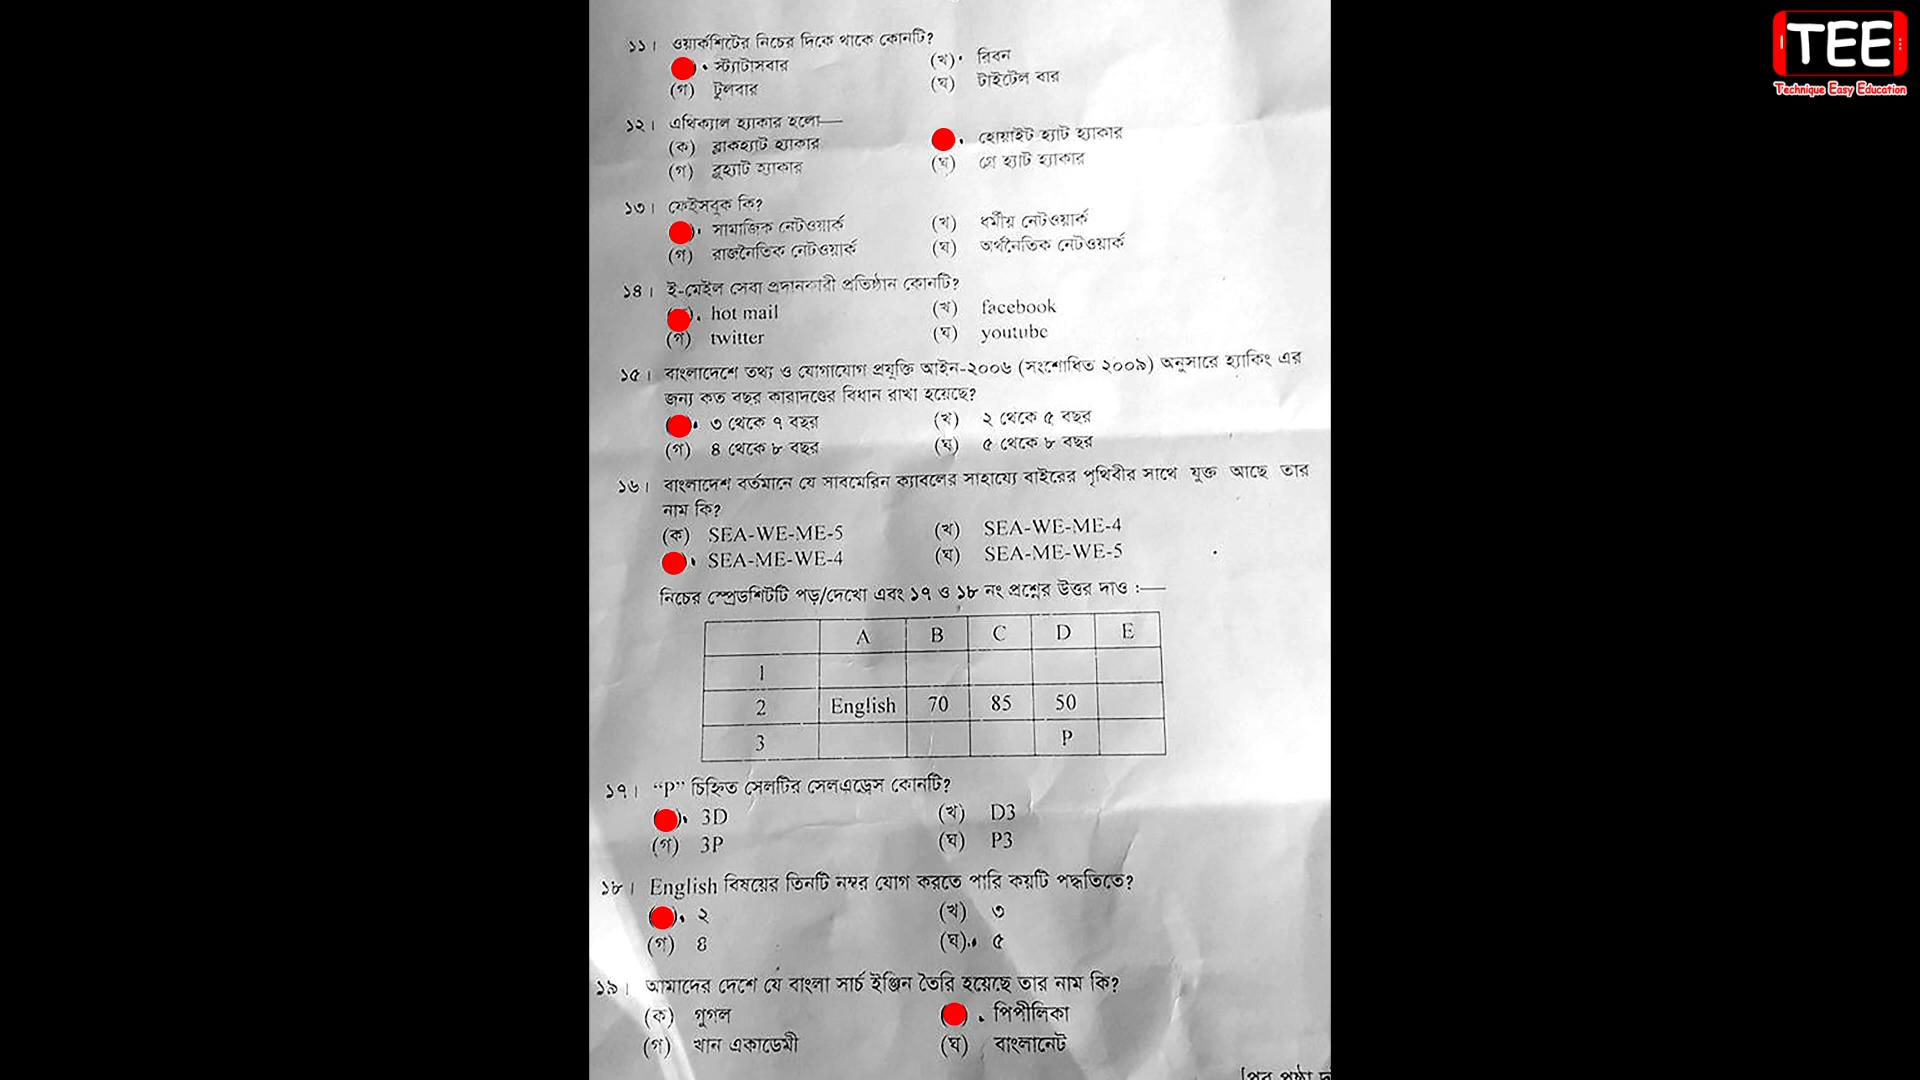 TEE
Technique Easy Education
১১। ওয়ার্কশিটের নিচের দিকে থাকে কোনটি?
স্ট্যাটাসবার (খ) রিবন
(গ) টুলবার (ঘ) টাইটেল বার
১২। এথিক্যাল হ্যাকার হলো—
(ক) ব্লাকহ্যাট হ্যাকার হোয়াইট হ্যাট হ্যাকার
(গ) ব্লুহ্যাট হ্যাকার (ঘ) গ্রে হ্যাট হ্যাকার
১৩। ফেইসবুক কি?
সামাজিক নেটওয়ার্ক (খ) ধর্মীয় নেটওয়ার্ক
(গ) রাজনৈতিক নেটওয়ার্ক (ঘ) অর্থনৈতিক নেটওয়ার্ক
১৪। ই-মেইল সেবা প্রদানকারী প্রতিষ্ঠান কোনটি?
hot mail (খ) facebook
(গ) twitter (ঘ) youtube
১৫। বাংলাদেশে তথ্য ও যোগাযোগ প্রযুক্তি আইন-২০০৬ (সংশোধিত ২০০৯) অনুসারে হ্যাকিং এর
জন্য কত বছর কারাদণ্ডের বিধান রাখা হয়েছে?
৩ থেকে ৭ বছর (খ) ২ থেকে ৫ বছর
(গ) ৪ থেকে ৮ বছর (ঘ) ৫ থেকে ৮ বছর
১৬। বাংলাদেশ বর্তমানে যে সাবমেরিন ক্যাবলের সাহায্যে বাইরের পৃথিবীর সাথে যুক্ত আছে তার
নাম কি?
(ক) SEA-WE-ME-5 (খ) SEA-WE-ME-4
SEA-ME-WE-4 (ঘ) SEA-ME-WE-5
নিচের স্প্রেডশিটটি পড়/দেখো এবং ১৭ ও ১৮ নং প্রশ্নের উত্তর দাও :—
A B C D E
1
2 English 70 85 50
3 P
১৭। “P” চিহ্নিত সেলটির সেলএড্রেস কোনটি?
3D (খ) D3
(গ) 3P (ঘ) P3
১৮। English বিষয়ের তিনটি নম্বর যোগ করতে পারি কয়টি পদ্ধতিতে?
২ (খ) ৩
(গ) ৪ (ঘ) ৫
১৯। আমাদের দেশে যে বাংলা সার্চ ইঞ্জিন তৈরি হয়েছে তার নাম কি?
(ক) গুগল পিপীলিকা
(গ) খান একাডেমী (ঘ) বাংলানেট